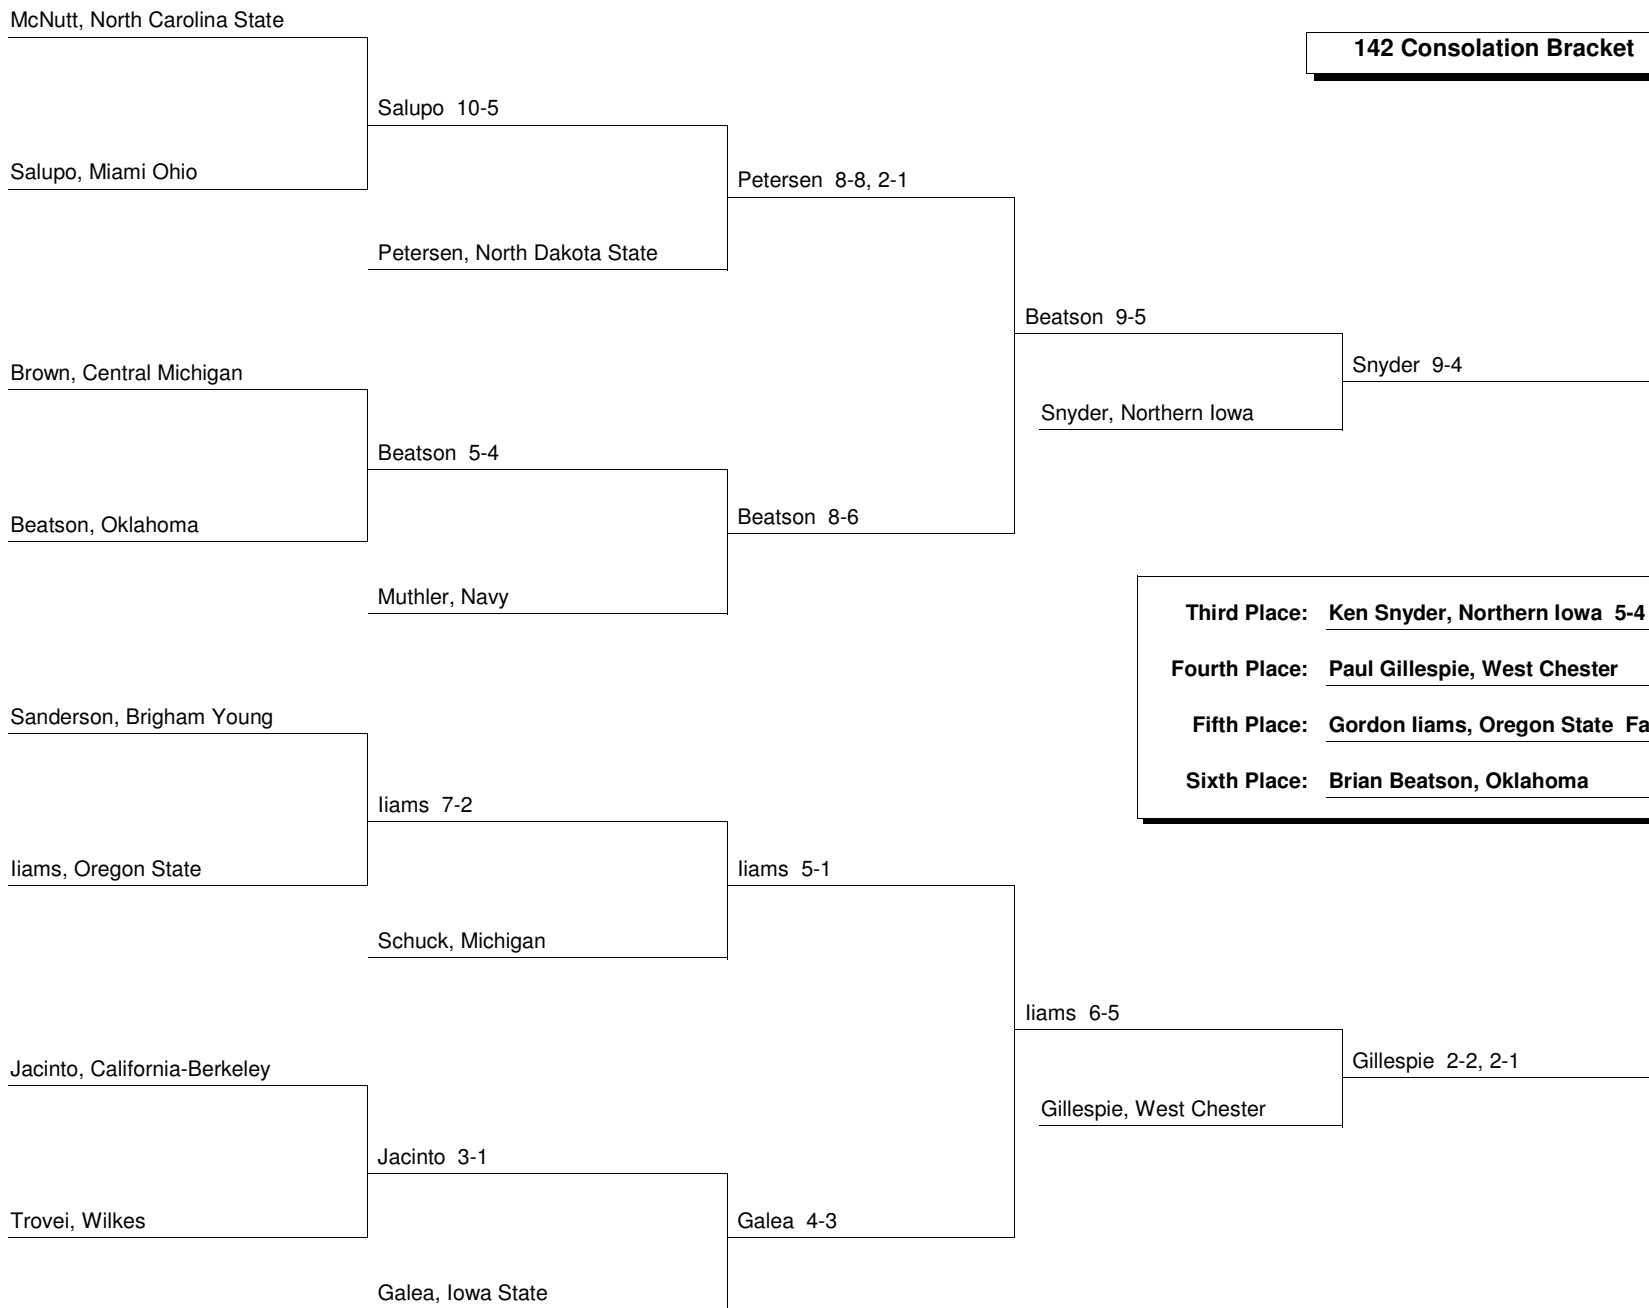 McNutt, North Carolina State
142 Consolation Bracket
Salupo 10-5
Salupo, Miami Ohio
Petersen 8-8, 2-1
Petersen, North Dakota State
Beatson 9-5
Brown, Central Michigan
Snyder 9-4
Snyder, Northern Iowa
Beatson 5-4
Beatson, Oklahoma
Beatson 8-6
Muthler, Navy
Third Place: Ken Snyder, Northern Iowa 5-4
Fourth Place: Paul Gillespie, West Chester
Sanderson, Brigham Young
Fifth Place: Gordon Iiams, Oregon State Fa
Sixth Place: Brian Beatson, Oklahoma
Iiams 7-2
Iiams, Oregon State
Iiams 5-1
Schuck, Michigan
Iiams 6-5
Jacinto, California-Berkeley
Gillespie 2-2, 2-1
Gillespie, West Chester
Jacinto 3-1
Trovei, Wilkes
Galea 4-3
Galea, Iowa State